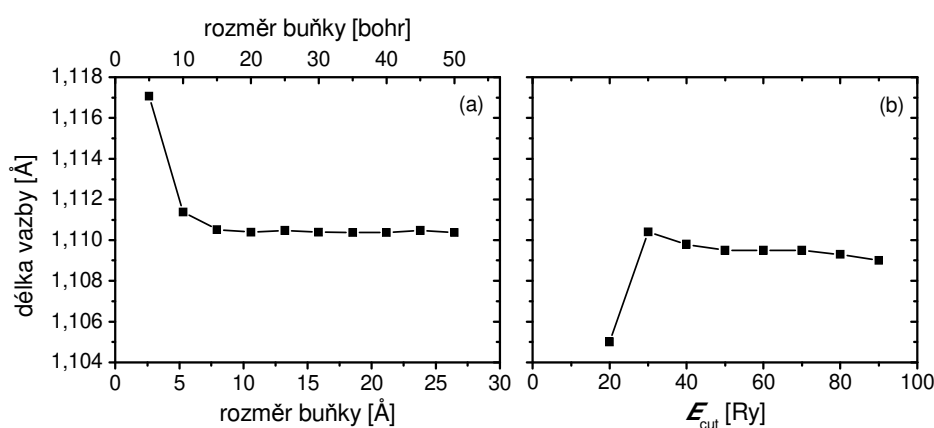 rozměr buňky [bohr]
0 10 20 30 40 50
1,118
1,116
1,114
1,112
1,110
1,108
1,106
1,104
délka vazby [Å]
(a)
0 5 10 15 20 25 30
rozměr buňky [Å]
(b)
0 20 40 60 80 100
E_cut [Ry]